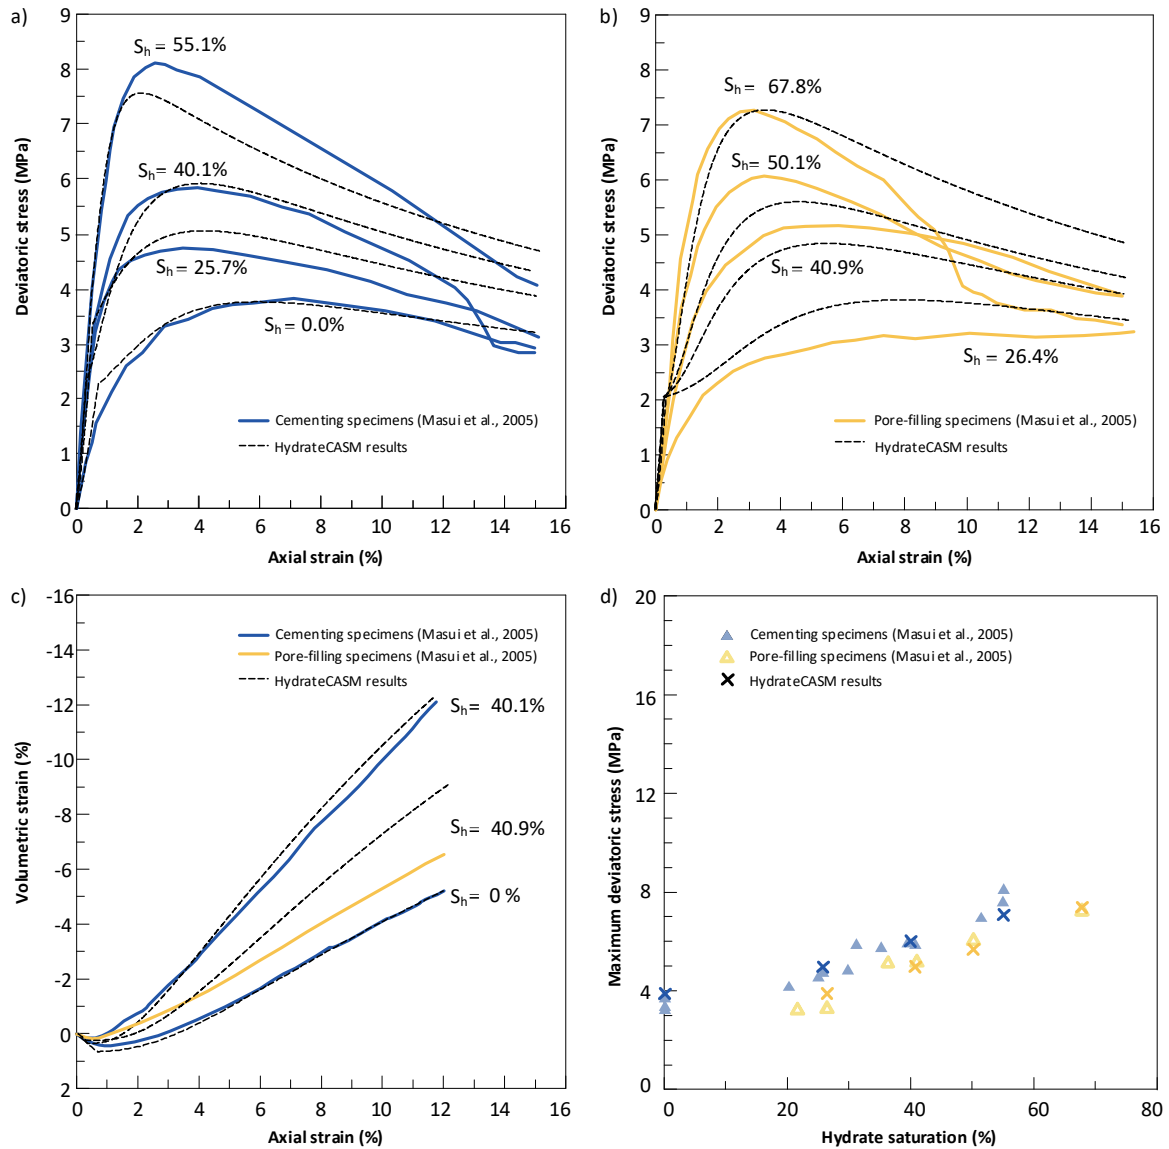 a)
9
8
7
6
5
4
3
2
1
0
Deviatoric stress (MPa)
Sh = 55.1%
Sh = 40.1%
Sh = 25.7%
Sh = 0.0%
Cementing specimens (Masui et al., 2005)
HydrateCASM results
0 2 4 6 8 10 12 14 16
Axial strain (%)
b)
9
8
7
6
5
4
3
2
1
0
Deviatoric stress (MPa)
Sh = 67.8%
Sh = 50.1%
Sh = 40.9%
Sh = 26.4%
Pore-filling specimens (Masui et al., 2005)
HydrateCASM results
0 2 4 6 8 10 12 14 16
Axial strain (%)
c)
-16
-14
-12
-10
-8
-6
-4
-2
0
2
Volumetric strain (%)
Cementing specimens (Masui et al., 2005)
Pore-filling specimens (Masui et al., 2005)
HydrateCASM results
Sh = 40.1%
Sh = 40.9%
Sh = 0 %
0 2 4 6 8 10 12 14 16
Axial strain (%)
d)
20
16
12
8
4
0
Maximum deviatoric stress (MPa)
Cementing specimens (Masui et al., 2005)
Pore-filling specimens (Masui et al., 2005)
HydrateCASM results
0 20 40 60 80
Hydrate saturation (%)